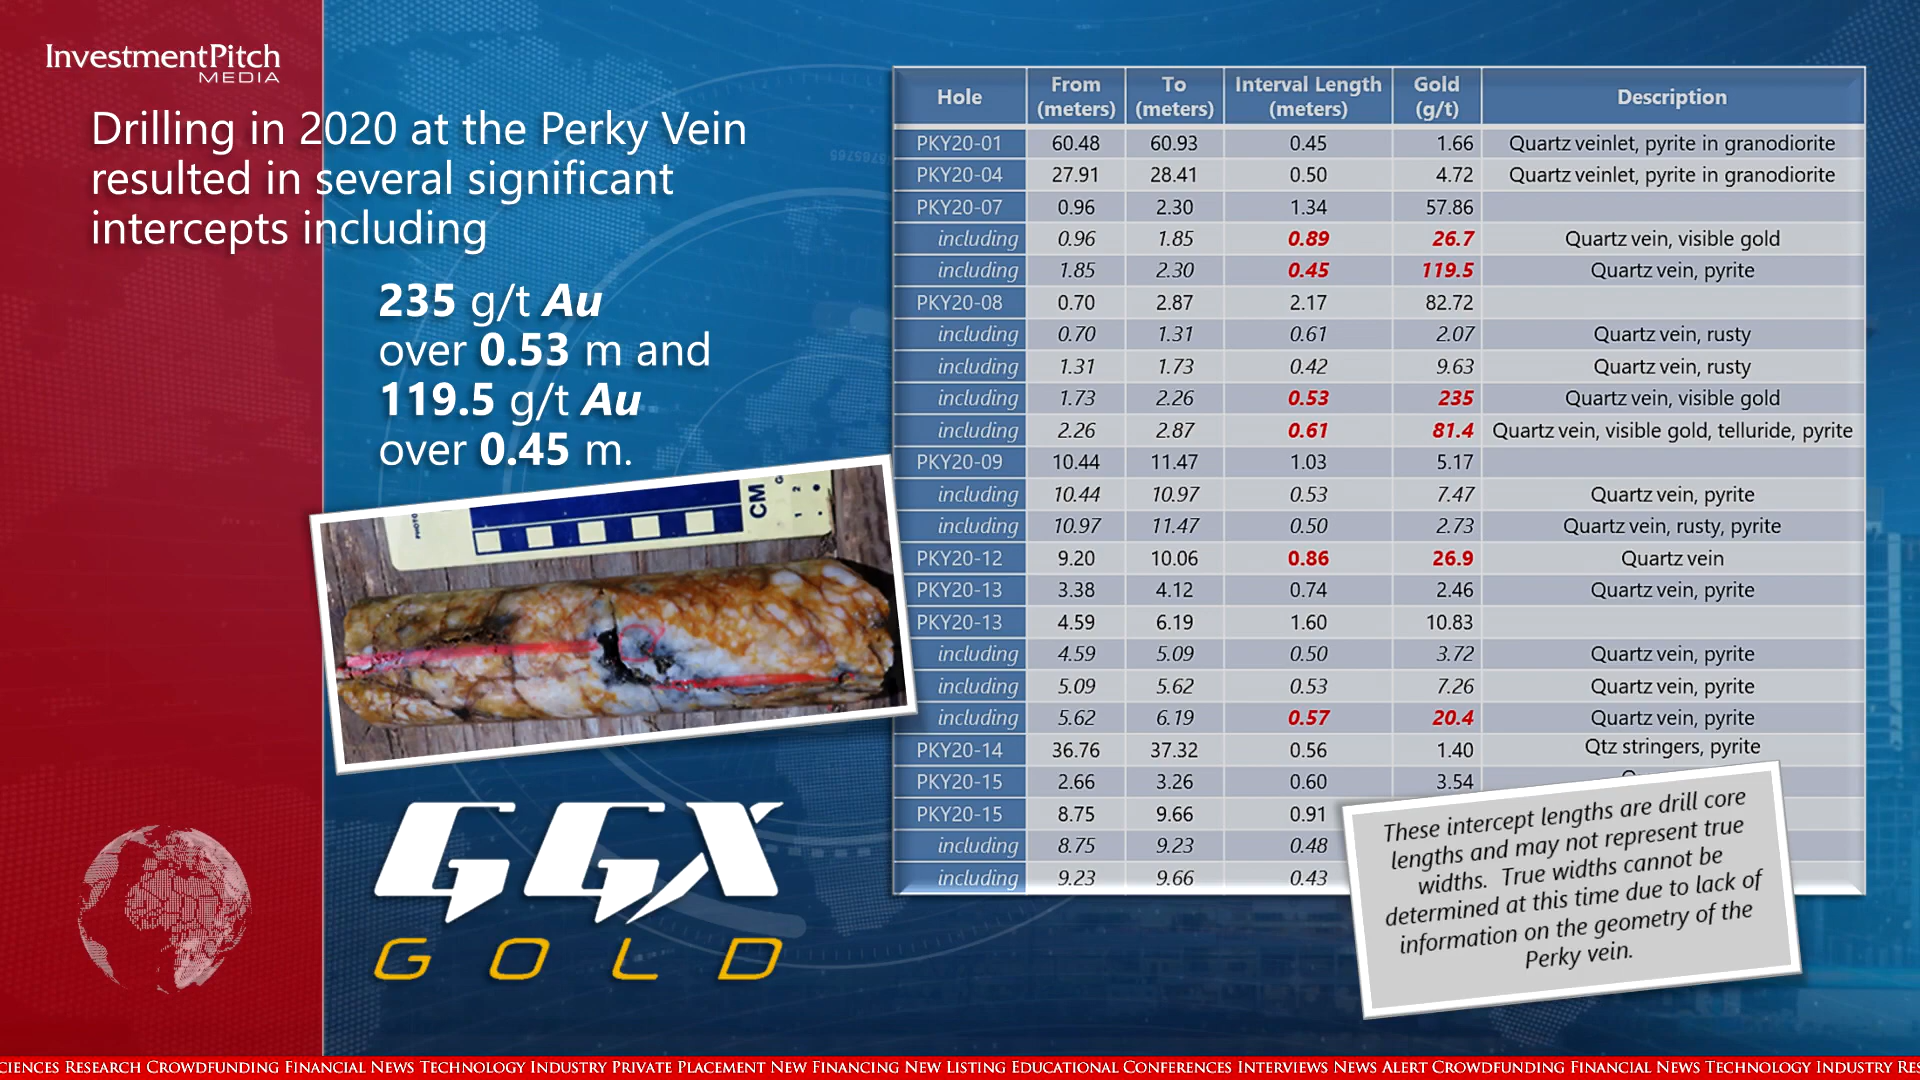 InvestmentPitch
MEDIA
Drilling in 2020 at the Perky Vein
resulted in several significant
intercepts including
235 g/t Au
over 0.53 m and
119.5 g/t Au
over 0.45 m.
CM
GGX
GOLD
Hole From (meters) To (meters) Interval Length (meters) Gold (g/t) Description
PKY20-01 60.48 60.93 0.45 1.66 Quartz veinlet, pyrite in granodiorite
PKY20-04 27.91 28.41 0.50 4.72 Quartz veinlet, pyrite in granodiorite
PKY20-07 0.96 2.30 1.34 57.86
including 0.96 1.85 0.89 26.7 Quartz vein, visible gold
including 1.85 2.30 0.45 119.5 Quartz vein, pyrite
PKY20-08 0.70 2.87 2.17 82.72
including 0.70 1.31 0.61 2.07 Quartz vein, rusty
including 1.31 1.73 0.42 9.63 Quartz vein, rusty
including 1.73 2.26 0.53 235 Quartz vein, visible gold
including 2.26 2.87 0.61 81.4 Quartz vein, visible gold, telluride, pyrite
PKY20-09 10.44 11.47 1.03 5.17
including 10.44 10.97 0.53 7.47 Quartz vein, pyrite
including 10.97 11.47 0.50 2.73 Quartz vein, rusty, pyrite
PKY20-12 9.20 10.06 0.86 26.9 Quartz vein
PKY20-13 3.38 4.12 0.74 2.46 Quartz vein, pyrite
PKY20-13 4.59 6.19 1.60 10.83
including 4.59 5.09 0.50 3.72 Quartz vein, pyrite
including 5.09 5.62 0.53 7.26 Quartz vein, pyrite
including 5.62 6.19 0.57 20.4 Quartz vein, pyrite
PKY20-14 36.76 37.32 0.56 1.40 Qtz stringers, pyrite
PKY20-15 2.66 3.26 0.60 3.54
PKY20-15 8.75 9.66 0.91
including 8.75 9.23 0.48
including 9.23 9.66 0.43
These intercept lengths are drill core
lengths and may not represent true
widths. True widths cannot be
determined at this time due to lack of
information on the geometry of the
Perky vein.
CIENCES RESEARCH CROWDFUNDING FINANCIAL NEWS TECHNOLOGY INDUSTRY PRIVATE PLACEMENT NEW FINANCING NEW LISTING EDUCATIONAL CONFERENCES INTERVIEWS NEWS ALERT CROWDFUNDING FINANCIAL NEWS TECHNOLOGY INDUSTRY RES